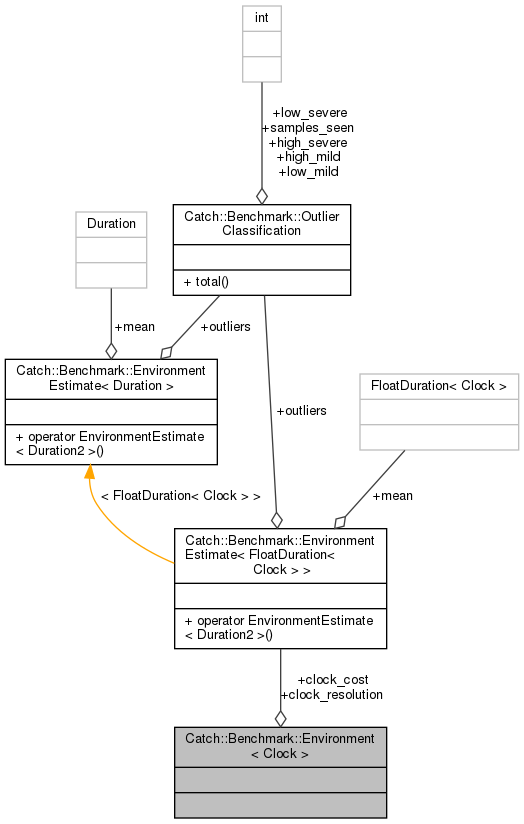 int
+low_severe
+samples_seen
+high_severe
+high_mild
+low_mild
Catch::Benchmark::Outlier
Classification
+ total()
Duration
+mean
+outliers
Catch::Benchmark::Environment
Estimate< Duration >
+ operator EnvironmentEstimate
< Duration2 >()
FloatDuration< Clock >
+outliers
+mean
< FloatDuration< Clock > >
Catch::Benchmark::Environment
Estimate< FloatDuration<
Clock > >
+ operator EnvironmentEstimate
< Duration2 >()
+clock_cost
+clock_resolution
Catch::Benchmark::Environment
< Clock >